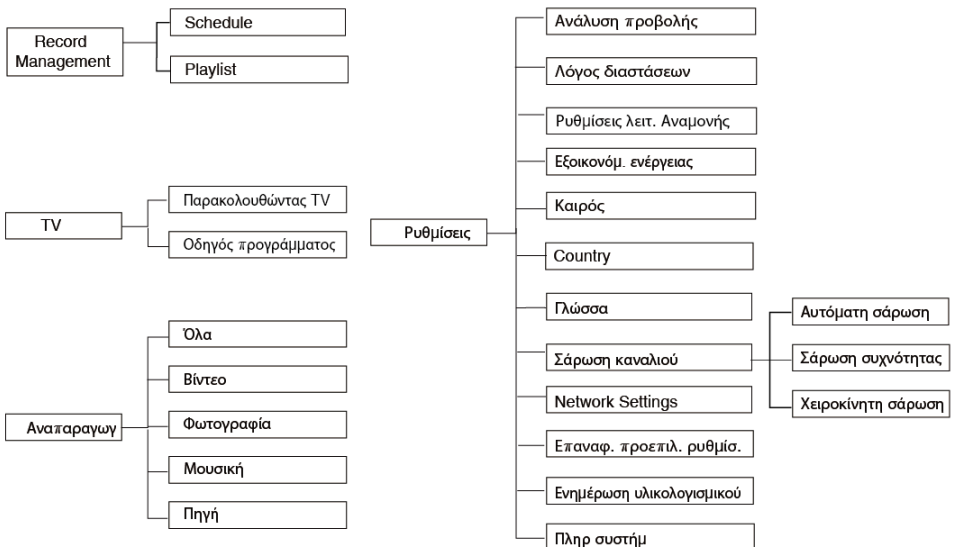 Record
Management
Schedule
Playlist
TV
Παρακολουθώντας TV
Οδηγός προγράμματος
Αναπαραγωγ
Όλα
Βίντεο
Φωτογραφία
Μουσική
Πηγή
Ρυθμίσεις
Ανάλυση προβολής
Λόγος διαστάσεων
Ρυθμίσεις λειτ. Αναμονής
Εξοικονόμ. ενέργειας
Καιρός
Country
Γλώσσα
Σάρωση καναλιού
Αυτόματη σάρωση
Σάρωση συχνότητας
Χειροκίνητη σάρωση
Network Settings
Επαναφ. προεπιλ. ρυθμίσ.
Ενημέρωση υλικολογισμικού
Πληρ συστήμ